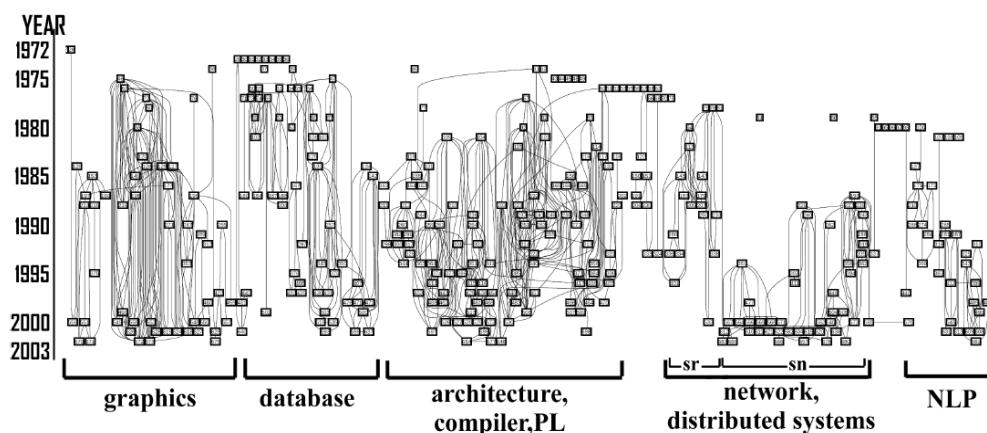 YEAR
1972
1975
1980
1985
1990
1995
2000
2003
sr
sn
graphics
database
architecture,
compiler,PL
network,
distributed systems
NLP